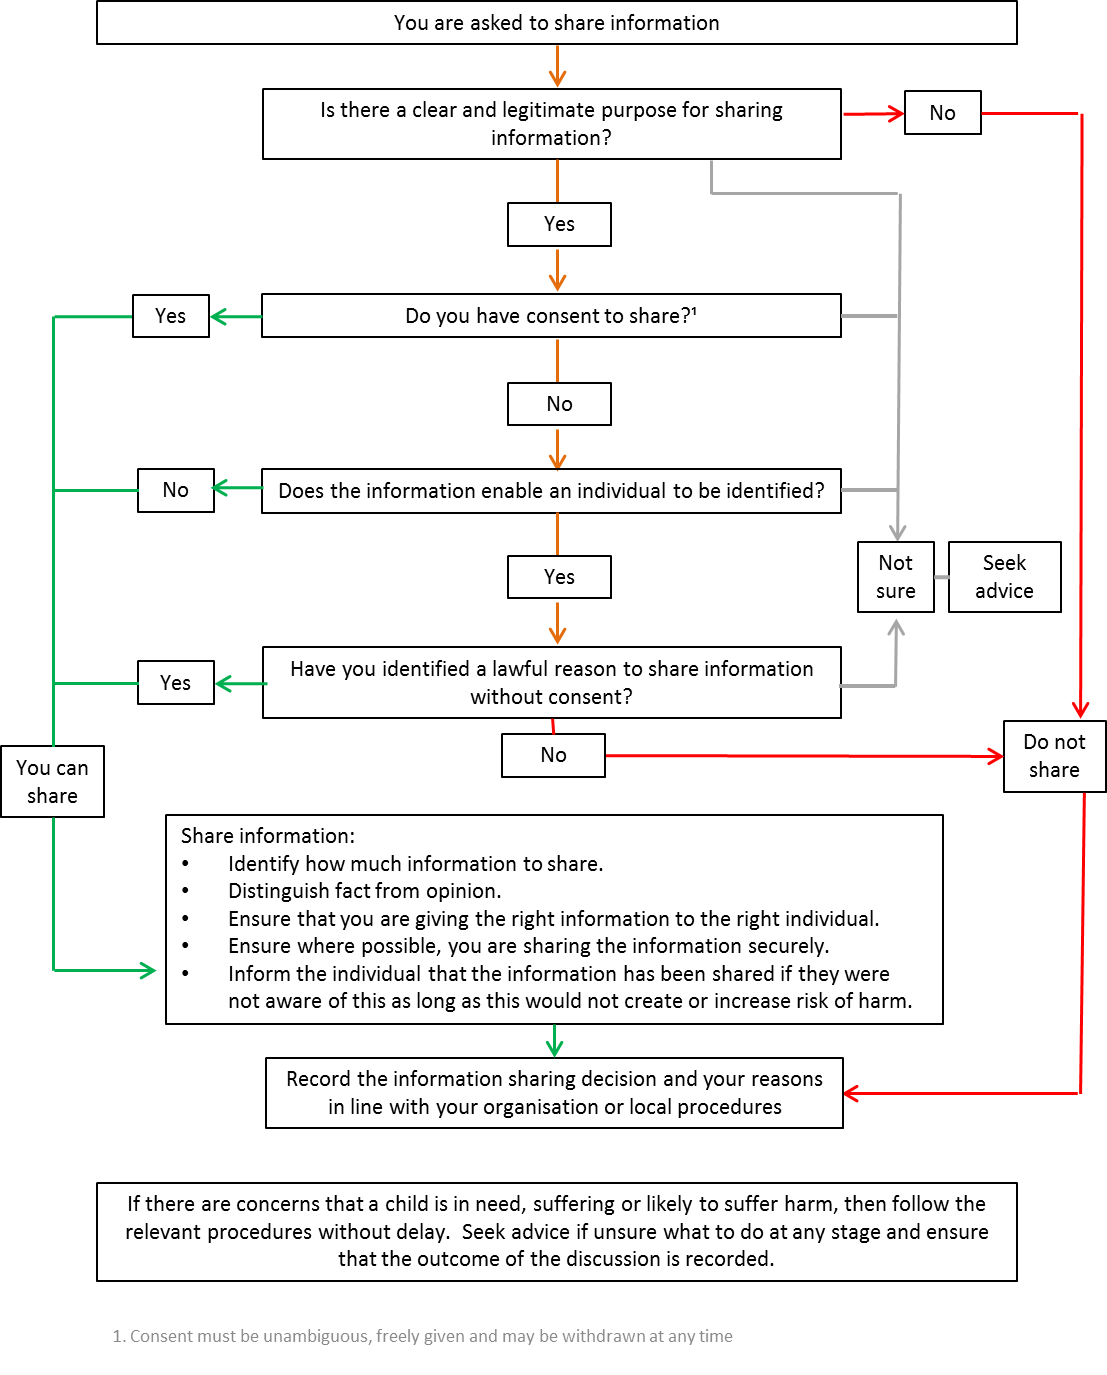 You are asked to share information
Is there a clear and legitimate purpose for sharing
information?
No
Yes
Yes
Do you have consent to share?¹
No
No
Does the information enable an individual to be identified?
Yes
Not
sure
Seek
advice
Yes
Have you identified a lawful reason to share information
without consent?
No
Do not
share
You can
share
Share information:
• Identify how much information to share.
• Distinguish fact from opinion.
• Ensure that you are giving the right information to the right individual.
• Ensure where possible, you are sharing the information securely.
• Inform the individual that the information has been shared if they were
not aware of this as long as this would not create or increase risk of harm.
Record the information sharing decision and your reasons
in line with your organisation or local procedures
If there are concerns that a child is in need, suffering or likely to suffer harm, then follow the
relevant procedures without delay.  Seek advice if unsure what to do at any stage and ensure
that the outcome of the discussion is recorded.
1. Consent must be unambiguous, freely given and may be withdrawn at any time